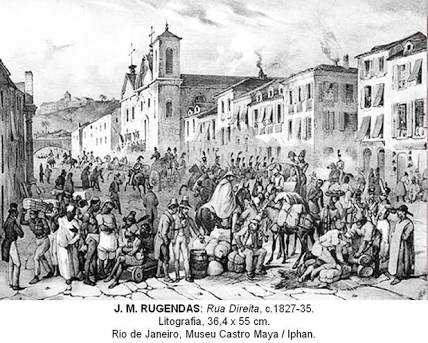 J. M. RUGENDAS: Rua Direita, c.1827-35.
Litografia, 36,4 x 55 cm.
Rio de Janeiro, Museu Castro Maya / Iphan.